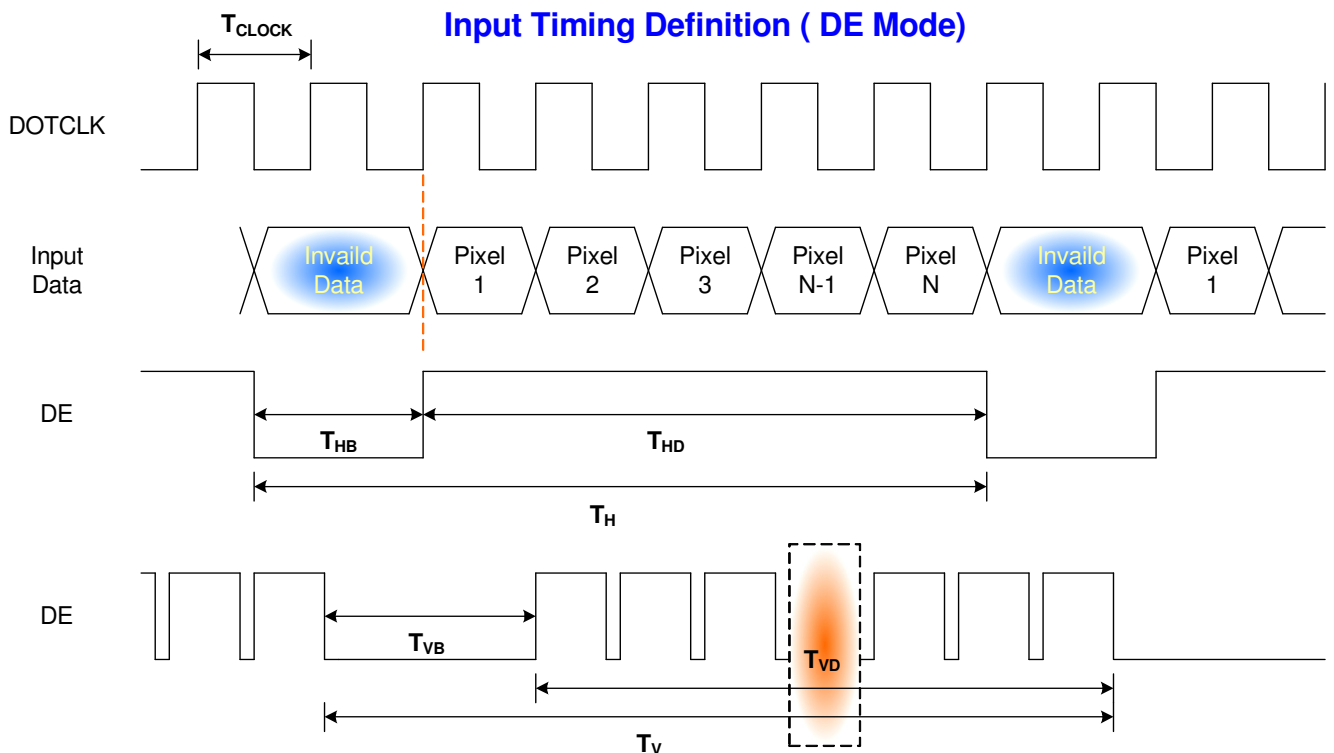 Input Timing Definition ( DE Mode)
TCLOCK
DOTCLK
Input
Data
Invaild
Data
Pixel
1
Pixel
2
Pixel
3
Pixel
N-1
Pixel
N
Invaild
Data
Pixel
1
DE
THB
THD
TH
DE
TVB
TVD
TV